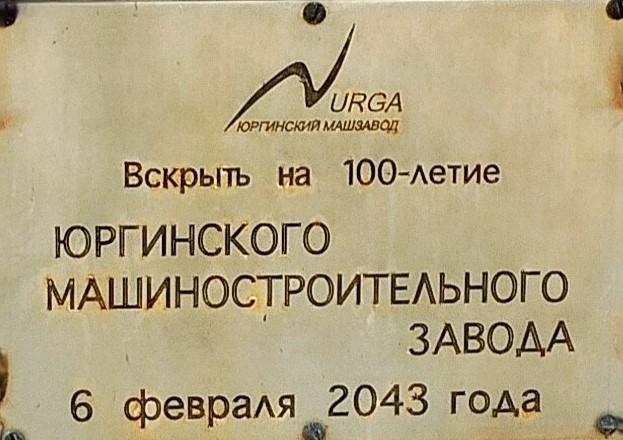 URGA
ЮРГИНСКИЙ МАШЗАВОД
Вскрыть на 100-летие
ЮРГИНСКОГО
МАШИНОСТРОИТЕЛЬНОГО
ЗАВОДА
6 февраля 2043 года